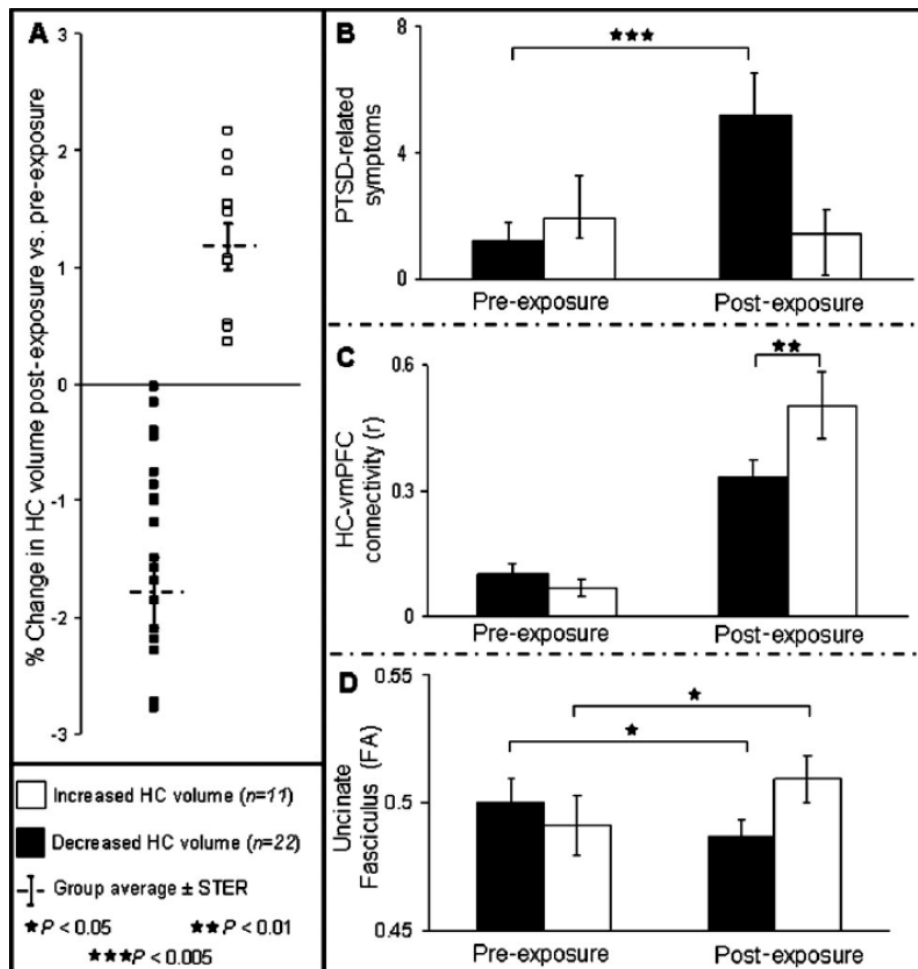 A
3
2
1
0
-1
-2
-3
% Change in HC volume post-exposure vs. pre-exposure
Increased HC volume (n=11)
Decreased HC volume (n=22)
Group average ± STER
★P < 0.05 ★★P < 0.01
★★★P < 0.005
B
8
4
0
PTSD-related
symptoms
★★★
Pre-exposure Post-exposure
C
0.6
0.3
0
HC-vmPFC
connectivity (r)
★★
Pre-exposure Post-exposure
D
0.55
0.5
0.45
Uncinate
Fasciculus (FA)
★
★
Pre-exposure Post-exposure